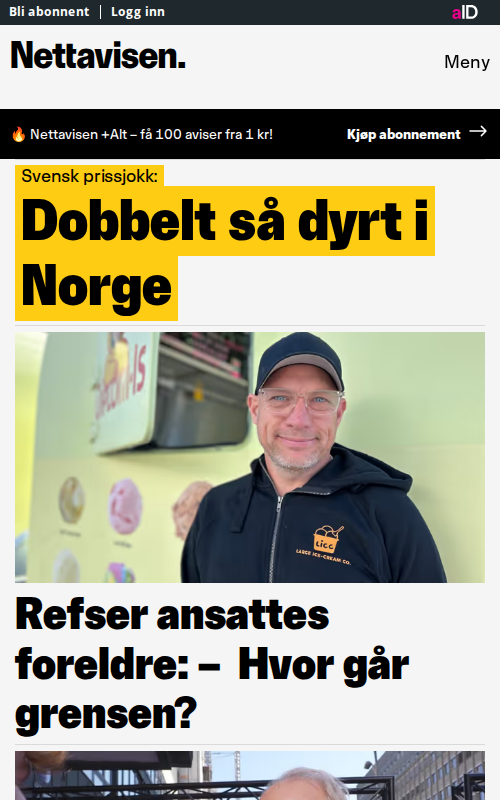 Bli abonnent | Logg inn
aID
Nettavisen.
Meny
🔥 Nettavisen +Alt – få 100 aviser fra 1 kr!
Kjøp abonnement →
Svensk prissjokk:
Dobbelt så dyrt i
Norge
LICC
LARGE ICE-CREAM CO.
Refser ansattes
foreldre: – Hvor går
grensen?